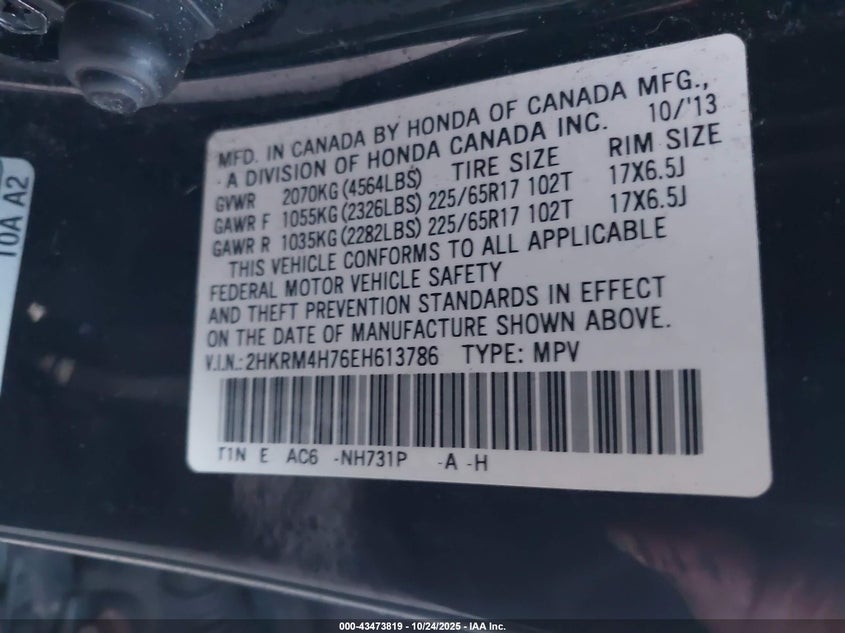 MFD. IN CANADA BY HONDA OF CANADA MFG.,
A DIVISION OF HONDA CANADA INC. 10/'13
TIRE SIZE RIM SIZE
GVWR 2070KG (4564LBS)
GAWR F 1055KG (2326LBS) 225/65R17 102T 17X6.5J
GAWR R 1035KG (2282LBS) 225/65R17 102T 17X6.5J
THIS VEHICLE CONFORMS TO ALL APPLICABLE
FEDERAL MOTOR VEHICLE SAFETY
AND THEFT PREVENTION STANDARDS IN EFFECT
ON THE DATE OF MANUFACTURE SHOWN ABOVE.
V.I.N.: 2HKRM4H76EH613786 TYPE: MPV
T1N E AC6 -NH731P -A -H
T0A A2
000-43473819 - 10/24/2025 - IAA Inc.